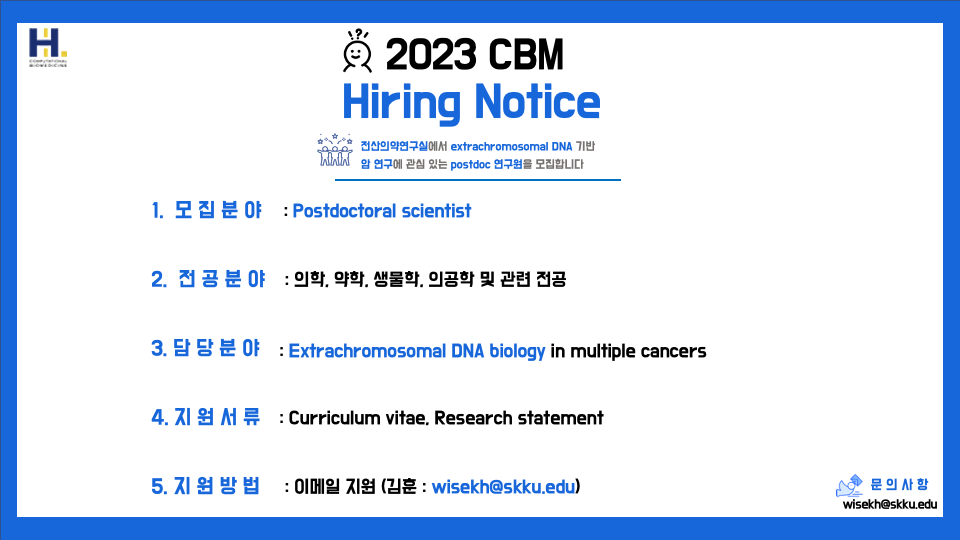 H.
COMPUTATIONAL
BIOMEDICINE
2023 CBM
Hiring Notice
전산의약연구실에서 extrachromosomal DNA 기반
암 연구에 관심 있는 postdoc 연구원을 모집합니다
1. 모 집 분 야 : Postdoctoral scientist
2. 전 공 분 야 : 의학, 약학, 생물학, 의공학 및 관련 전공
3. 담 당 분 야 : Extrachromosomal DNA biology in multiple cancers
4. 지 원 서 류 : Curriculum vitae, Research statement
5. 지 원 방 법 : 이메일 지원 (김훈 : wisekh@skku.edu)
문 의 사 항
wisekh@skku.edu